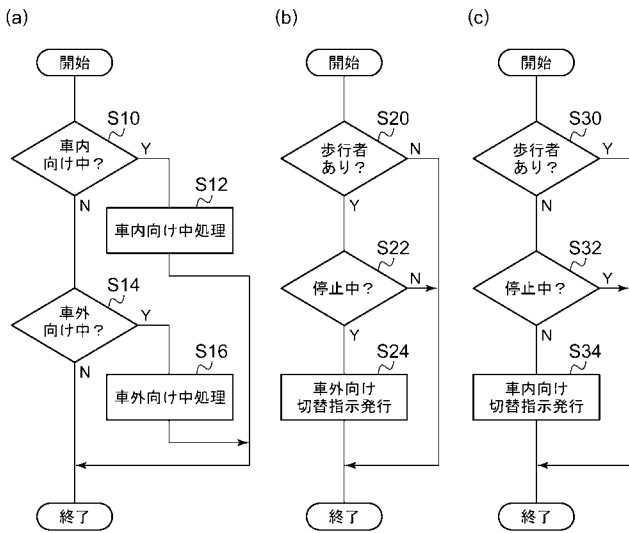 (a)
開始
S10
車内
向け中?
Y
N
S12
車内向け中処理
S14
車外
向け中?
Y
N
S16
車外向け中処理
終了
(b)
開始
S20
歩行者
あり?
N
Y
S22
停止中?
N
Y
S24
車外向け
切替指示発行
終了
(c)
開始
S30
歩行者
あり?
Y
N
S32
停止中?
Y
N
S34
車内向け
切替指示発行
終了